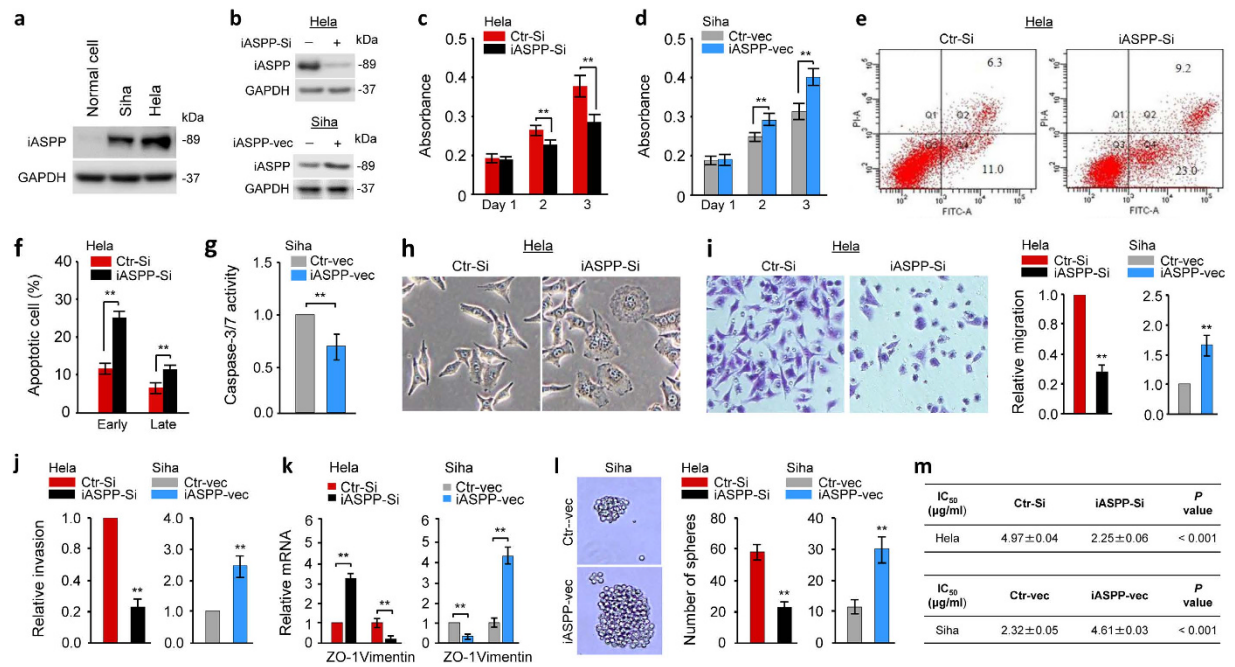 a
Normal cell
Siha
Hela
kDa
iASPP
-89
GAPDH
-37
b
Hela
iASPP-Si − + kDa
iASPP -89
GAPDH -37
Siha
iASPP-vec − + kDa
iASPP -89
GAPDH -37
c
Hela
Ctr-Si
iASPP-Si
Absorbance
0.5
0.4
0.3
0.2
0.1
**
**
Day 1 2 3
d
Siha
Ctr-vec
iASPP-vec
Absorbance
0.5
0.4
0.3
0.2
0.1
**
**
Day 1 2 3
e
Hela
Ctr-Si
iASPP-Si
PI-A
6.3
Q1 Q2
Q3 Q4
11.0
10² 10³ 10⁴ 10⁵
FITC-A
PI-A
9.2
Q1 Q2
Q3 Q4
23.0
10² 10³ 10⁴ 10⁵
FITC-A
f
Hela
Ctr-Si
iASPP-Si
Apoptotic cell (%)
40
30
20
10
0
**
**
Early Late
g
Siha
Ctr-vec
iASPP-vec
Caspase-3/7 activity
1.5
1.0
0.5
0.0
**
h
Hela
Ctr-Si iASPP-Si
i
Hela
Ctr-Si iASPP-Si
Hela
Ctr-Si
iASPP-Si
Relative migration
1.0
0.8
0.6
0.4
0.2
**
Siha
Ctr-vec
iASPP-vec
2.5
2.0
1.5
1.0
0.5
0
**
j
Hela
Ctr-Si
iASPP-Si
Relative invasion
1.0
0.8
0.6
0.4
0.2
0
**
Siha
Ctr-vec
iASPP-vec
4.0
3.0
2.0
1.0
0
**
k
Hela
Ctr-Si
iASPP-Si
Relative mRNA
5
4
3
2
1
0
**
**
ZO-1Vimentin
Siha
Ctr-vec
iASPP-vec
6
5
4
3
2
1
0
**
**
ZO-1Vimentin
l
Siha
Ctr--vec
iASPP-vec
Hela
Ctr-Si
iASPP-Si
Number of spheres
80
60
40
20
0
**
Siha
Ctr-vec
iASPP-vec
40
30
20
10
0
**
m
IC₅₀ (μg/ml) Ctr-Si iASPP-Si P value
Hela 4.97±0.04 2.25±0.06 < 0.001
IC₅₀ (μg/ml) Ctr-vec iASPP-vec P value
Siha 2.32±0.05 4.61±0.03 < 0.001